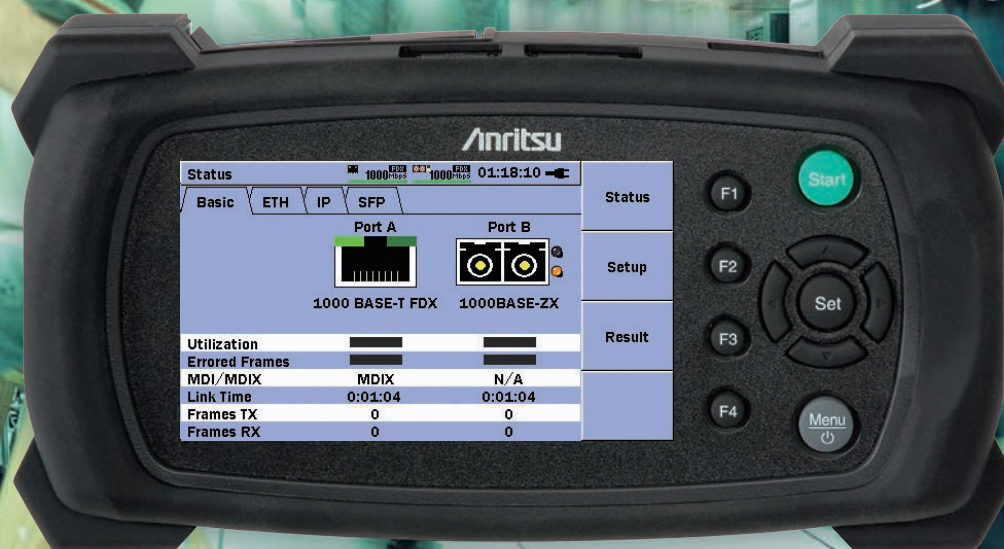 Anritsu
Status 1000 FDX Mbps 1000 FDX Mbps 01:18:10
Basic ETH IP SFP
Port A Port B
1000 BASE-T FDX 1000BASE-ZX
Utilization
Errored Frames
MDI/MDIX MDIX N/A
Link Time 0:01:04 0:01:04
Frames TX 0 0
Frames RX 0 0
Status
Setup
Result
F1
F2
F3
F4
Start
Set
Menu